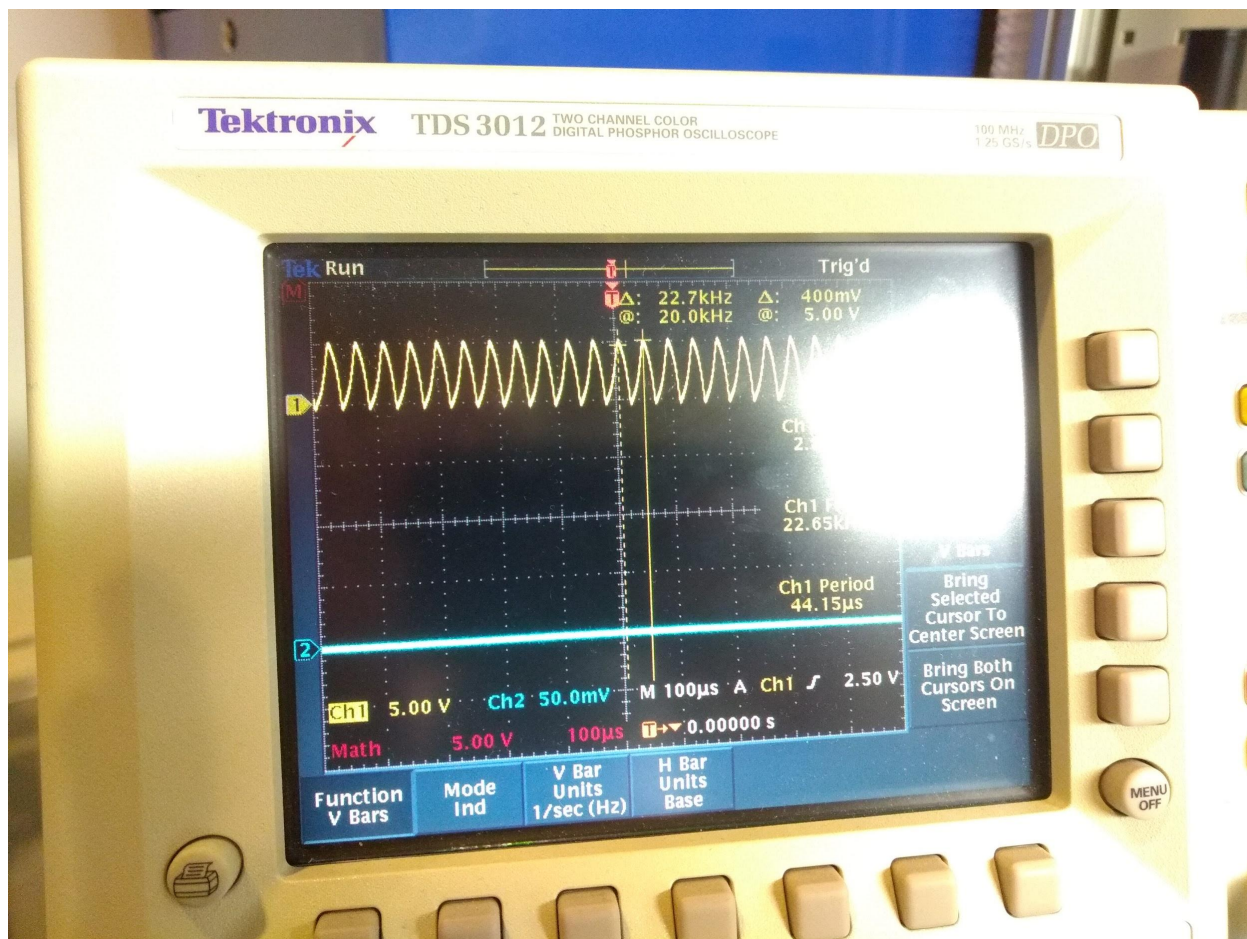 Tektronix TDS 3012 TWO CHANNEL COLOR
DIGITAL PHOSPHOR OSCILLOSCOPE
100 MHz
1.25 GS/s DPO
Tek Run Trig'd
M
T
T
Δ: 22.7kHz Δ: 400mV
@: 20.0kHz @: 5.00 V
1
Ch1
22.65
Ch1 Period
44.15µs
2
V Bars
Bring
Selected
Cursor To
Center Screen
Bring Both
Cursors On
Screen
Ch1 5.00 V Ch2 50.0mV M 100µs A Ch1 ʃ 2.50 V
Math 5.00 V 100µs T→▼ 0.00000 s
Function
V Bars
Mode
Ind
V Bar
Units
1/sec (Hz)
H Bar
Units
Base
MENU
OFF